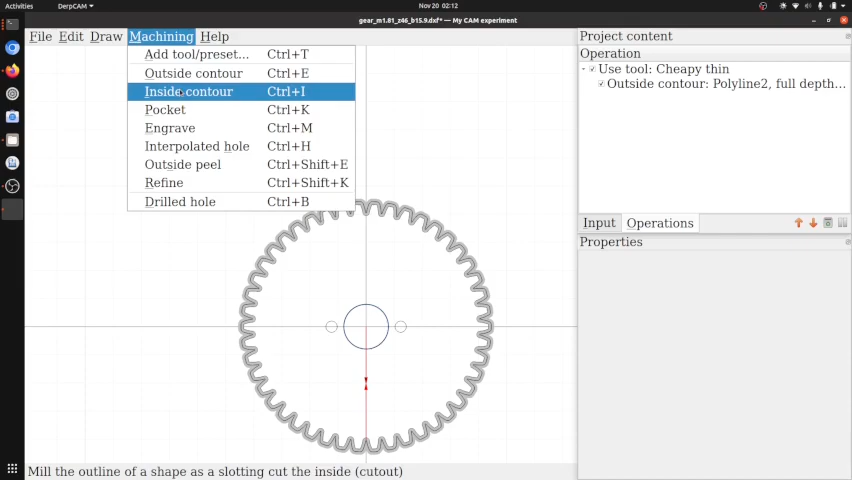 Activities DerpCAM Nov 20 02:12
gear_m1.81_z46_b15.9.dxf* — My CAM experiment
File Edit Draw Machining Help
Add tool/preset... Ctrl+T
Outside contour Ctrl+E
Inside contour Ctrl+I
Pocket Ctrl+K
Engrave Ctrl+M
Interpolated hole Ctrl+H
Outside peel Ctrl+Shift+E
Refine Ctrl+Shift+K
Drilled hole Ctrl+B
Project content
Operation
Use tool: Cheapy thin
Outside contour: Polyline2, full depth...
Input Operations
Properties
Mill the outline of a shape as a slotting cut the inside (cutout)